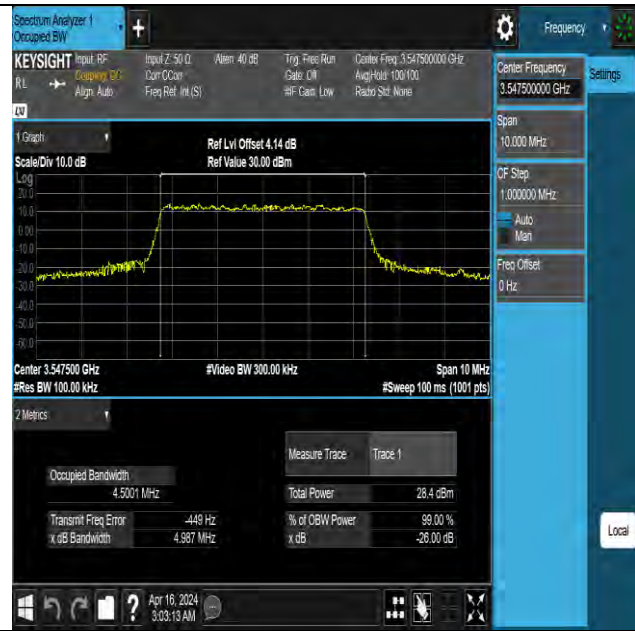 Spectrum Analyzer 1
Occupied BW
Frequency
KEYSIGHT
Input: RF
Coupling: DC
Align: Auto
RL
LXI
Input Z: 50 Ω
Corr CCorr
Freq Ref: Int (S)
Atten: 40 dB
Trig: Free Run
Gate: Off
#IF Gain: Low
Center Freq: 3.547500000 GHz
Avg|Hold: 100/100
Radio Std: None
Center Frequency
3.547500000 GHz
Settings
Span
10.000 MHz
CF Step
1.000000 MHz
Auto
Man
Freq Offset
0 Hz
1 Graph
Scale/Div 10.0 dB
Ref Lvl Offset 4.14 dB
Ref Value 30.00 dBm
Log
20.0
10.0
0.00
-10.0
-20.0
-30.0
-40.0
-50.0
-60.0
Center 3.547500 GHz
#Video BW 300.00 kHz
Span 10 MHz
#Res BW 100.00 kHz
#Sweep 100 ms (1001 pts)
2 Metrics
Measure Trace
Trace 1
Occupied Bandwidth
4.5001 MHz
Total Power
28.4 dBm
Transmit Freq Error
-449 Hz
% of OBW Power
99.00 %
x dB Bandwidth
4.987 MHz
x dB
-26.00 dB
Local
?
Apr 16, 2024
3:03:13 AM